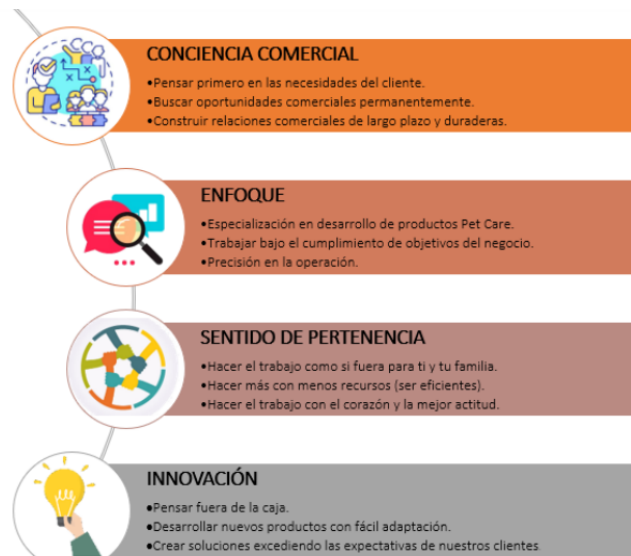 CONCIENCIA COMERCIAL
•Pensar primero en las necesidades del cliente.
•Buscar oportunidades comerciales permanentemente.
•Construir relaciones comerciales de largo plazo y duraderas.
ENFOQUE
•Especialización en desarrollo de productos Pet Care.
•Trabajar bajo el cumplimiento de objetivos del negocio.
•Precisión en la operación.
SENTIDO DE PERTENENCIA
•Hacer el trabajo como si fuera para ti y tu familia.
•Hacer más con menos recursos (ser eficientes).
•Hacer el trabajo con el corazón y la mejor actitud.
INNOVACIÓN
•Pensar fuera de la caja.
•Desarrollar nuevos productos con fácil adaptación.
•Crear soluciones excediendo las expectativas de nuestros clientes